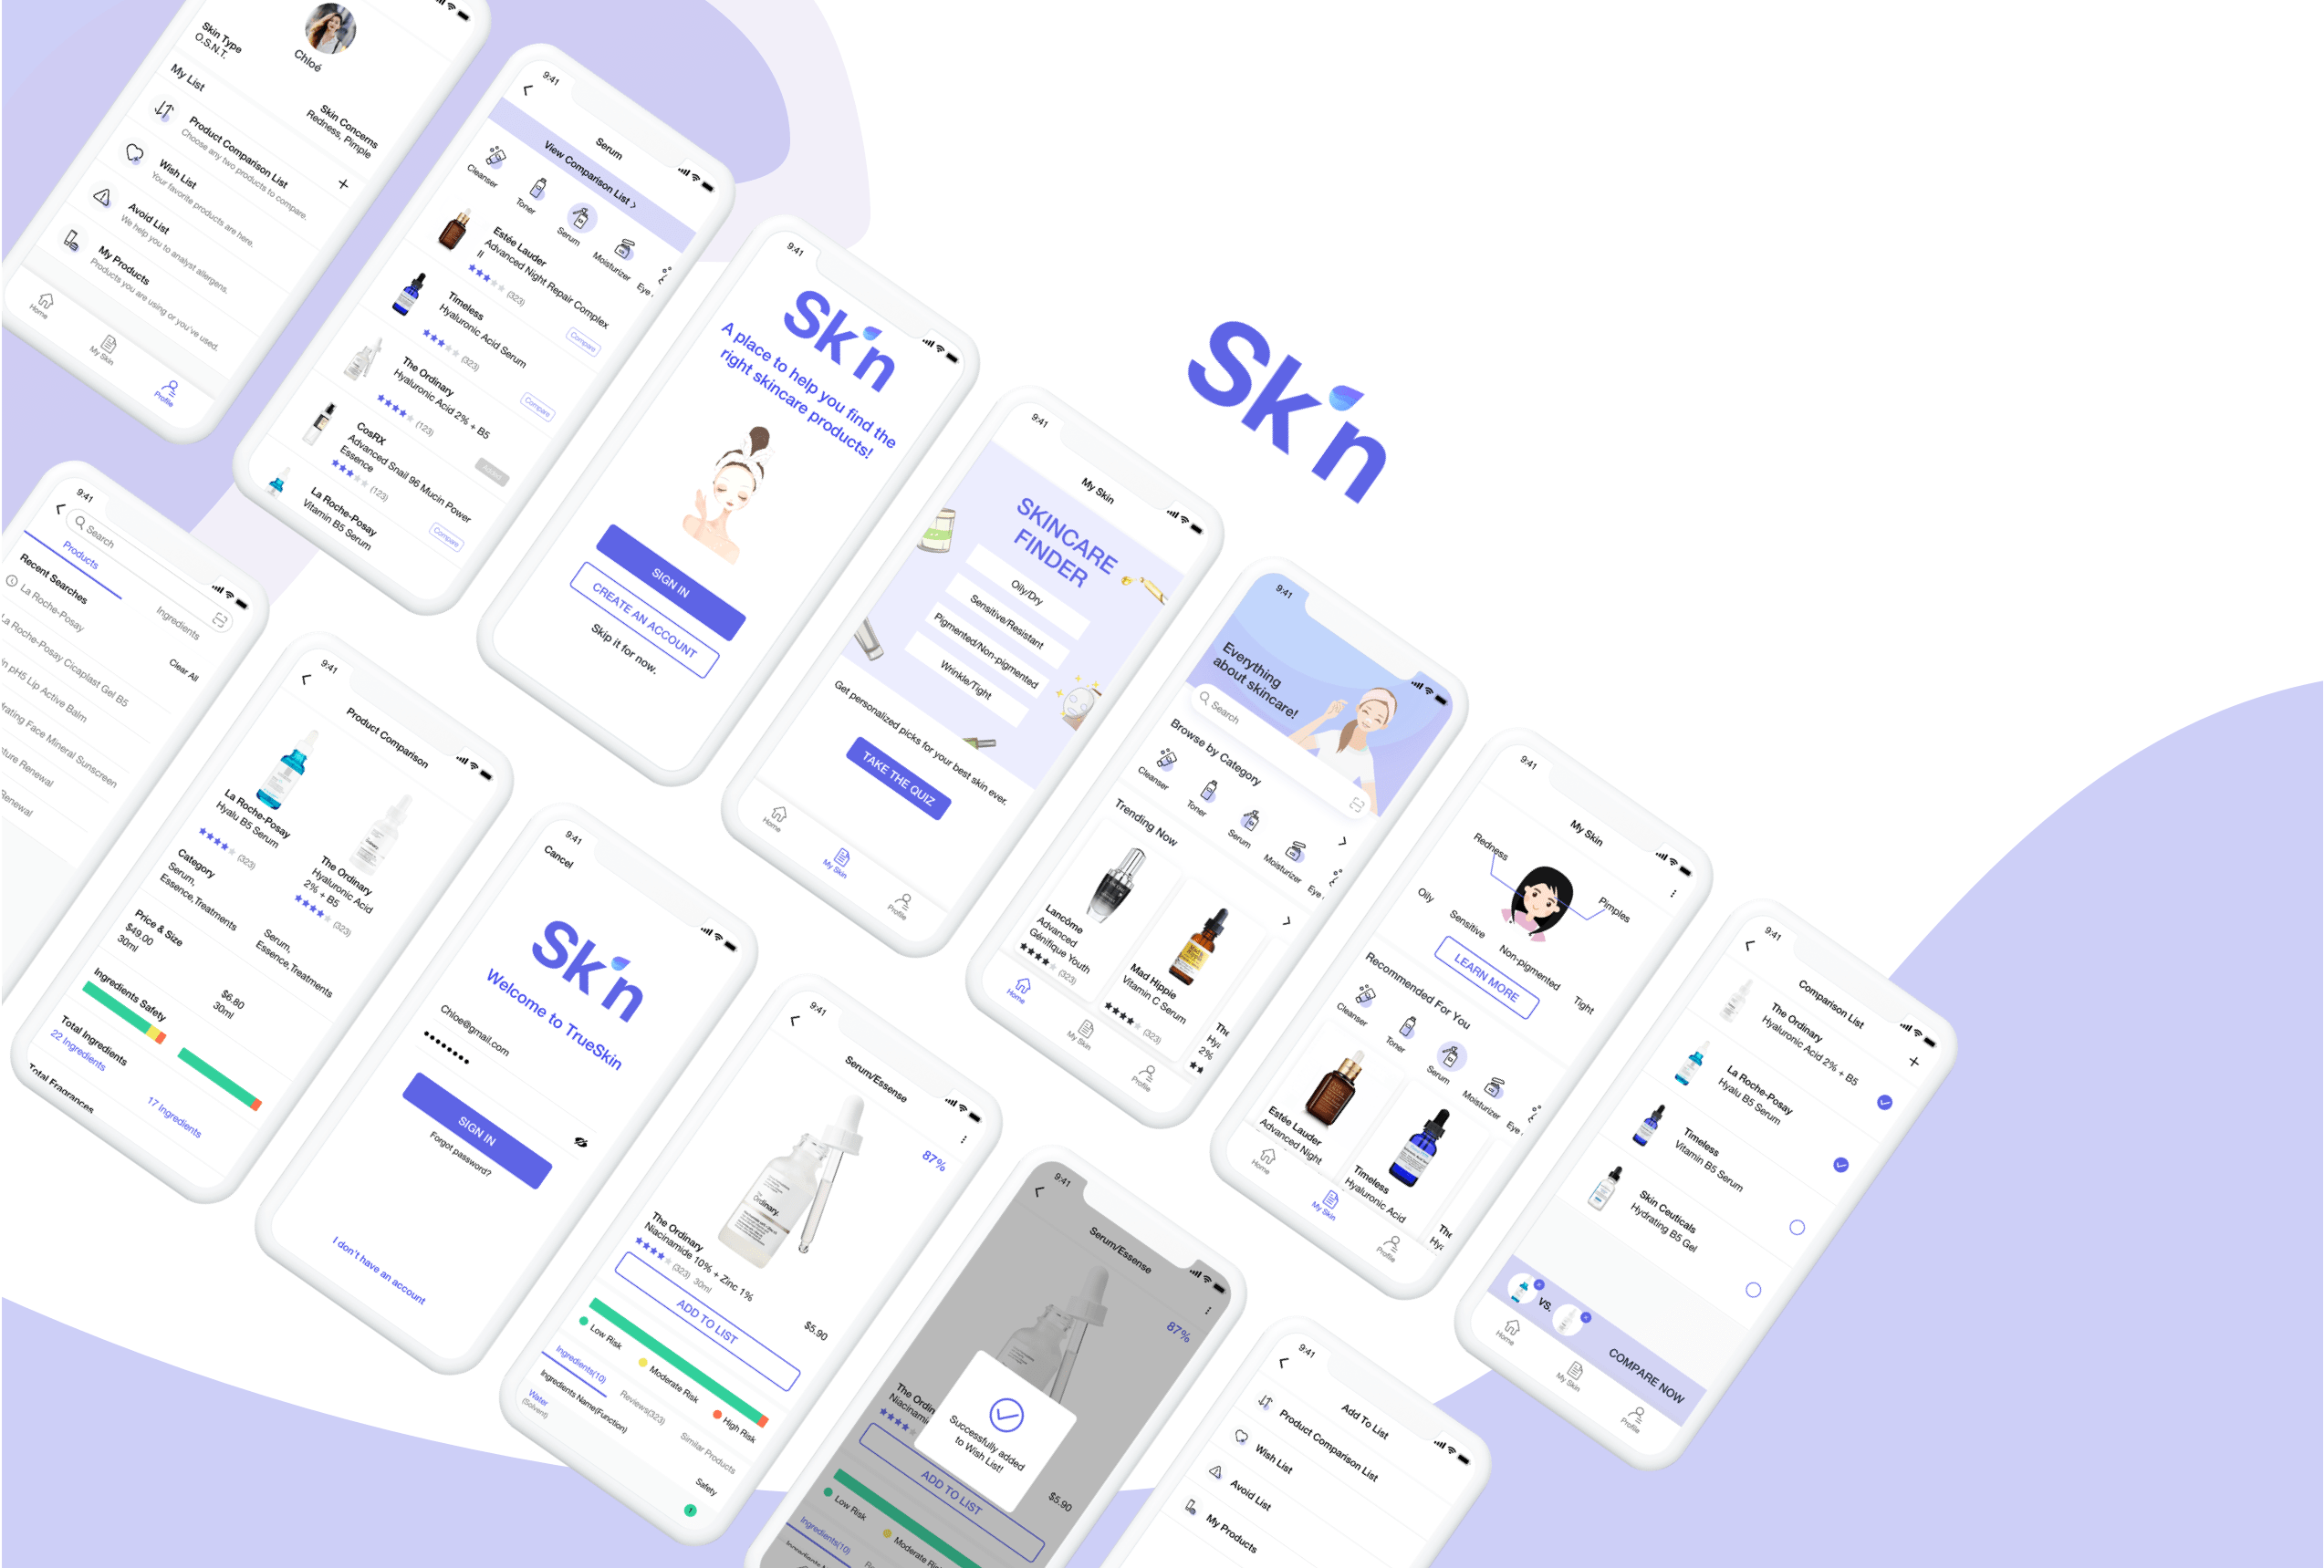 Chloé
Skin Type
O.S.N.T.
Skin Concerns
Redness, Pimple
My List
Product Comparison List
Choose any two products to compare.
Wish List
Your favorite products are here.
Avoid List
We help you to analyst allergens.
My Products
Products you are using or you've used.
Home
My Skin
Profile
9:41
Serum
View Comparison List >
Cleanser
Toner
Serum
Moisturizer
Eye
Estée Lauder
Advanced Night Repair Complex
II
(323)
Compare
Timeless
Hyaluronic Acid Serum
(323)
Compare
The Ordinary
Hyaluronic Acid 2% + B5
(123)
Added
CosRX
Advanced Snail 96 Mucin Power
Essence
(123)
Compare
La Roche-Posay
Vitamin B5 Serum
9:41
Skin
A place to help you find the
right skincare products!
SIGN IN
CREATE AN ACCOUNT
Skip it for now.
9:41
My Skin
SKINCARE
FINDER
Oily/Dry
Sensitive/Resistant
Pigmented/Non-pigmented
Wrinkle/Tight
Get personalized picks for your best skin ever.
TAKE THE QUIZ
Home
My Skin
Profile
Skin
9:41
Everything
about skincare!
Search
Browse by Category
Cleanser
Toner
Serum
Moisturizer
Eye
Trending Now
Lancôme
Advanced
Génifique Youth
(323)
Mad Hippie
Vitamin C Serum
(323)
The
Hy
2%
Home
My Skin
Profile
9:41
My Skin
Redness
Pimples
Oily
Sensitive
Non-pigmented
Tight
LEARN MORE
Recommended For You
Cleanser
Toner
Serum
Moisturizer
Eye
Estée Lauder
Advanced Night
Timeless
Hyaluronic Acid
The
Hy
Home
My Skin
Profile
9:41
Comparison List
The Ordinary
Hyaluronic Acid 2% + B5
La Roche-Posay
Hyalu B5 Serum
Timeless
Vitamin B5 Serum
Skin Ceuticals
Hydrating B5 Gel
VS.
COMPARE NOW
Home
My Skin
Profile
9:41
Search
Products
Ingredients
Recent Searches
Clear All
La Roche-Posay
La Roche-Posay Cicaplast Gel B5
pH5 Lip Active Balm
Face Mineral Sunscreen
Renewal
Renewal
9:41
Product Comparison
La Roche-Posay
Hyalu B5 Serum
(323)
The Ordinary
Hyaluronic Acid
2% + B5
(323)
Category
Serum,
Essence,Treatments
Serum,
Essence,Treatments
Price & Size
$49.00
30ml
$6.80
30ml
Ingredients Safety
Total Ingredients
22 Ingredients
17 Ingredients
Total Fragrances
9:41
Cancel
Skin
Welcome to TrueSkin
Chloe@gmail.com
SIGN IN
Forgot password?
I don't have an account
9:41
Serum/Essense
87%
Ordinary.
The Ordinary
Niacinamide 10% + Zinc 1%
(323) 30ml
$5.90
ADD TO LIST
Low Risk
Moderate Risk
High Risk
Ingredients(10)
Reviews(323)
Similar Products
Ingredients Name(Function)
Safety
Water
(Solvent)
1
9:41
Serum/Essense
87%
The Ordin
Niacinami
Successfully added
to Wish List!
$5.90
ADD TO LIST
Low Risk
Moderate Ri
Ingredients(10)
9:41
Add To List
Product Comparison List
Wish List
Avoid List
My Products